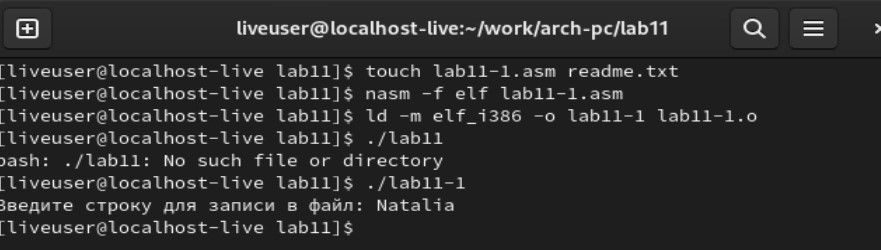 liveuser@localhost-live:~/work/arch-pc/lab11
[liveuser@localhost-live lab11]$ touch lab11-1.asm readme.txt
[liveuser@localhost-live lab11]$ nasm -f elf lab11-1.asm
[liveuser@localhost-live lab11]$ ld -m elf_i386 -o lab11-1 lab11-1.o
[liveuser@localhost-live lab11]$ ./lab11
bash: ./lab11: No such file or directory
[liveuser@localhost-live lab11]$ ./lab11-1
Введите строку для записи в файл: Natalia
[liveuser@localhost-live lab11]$